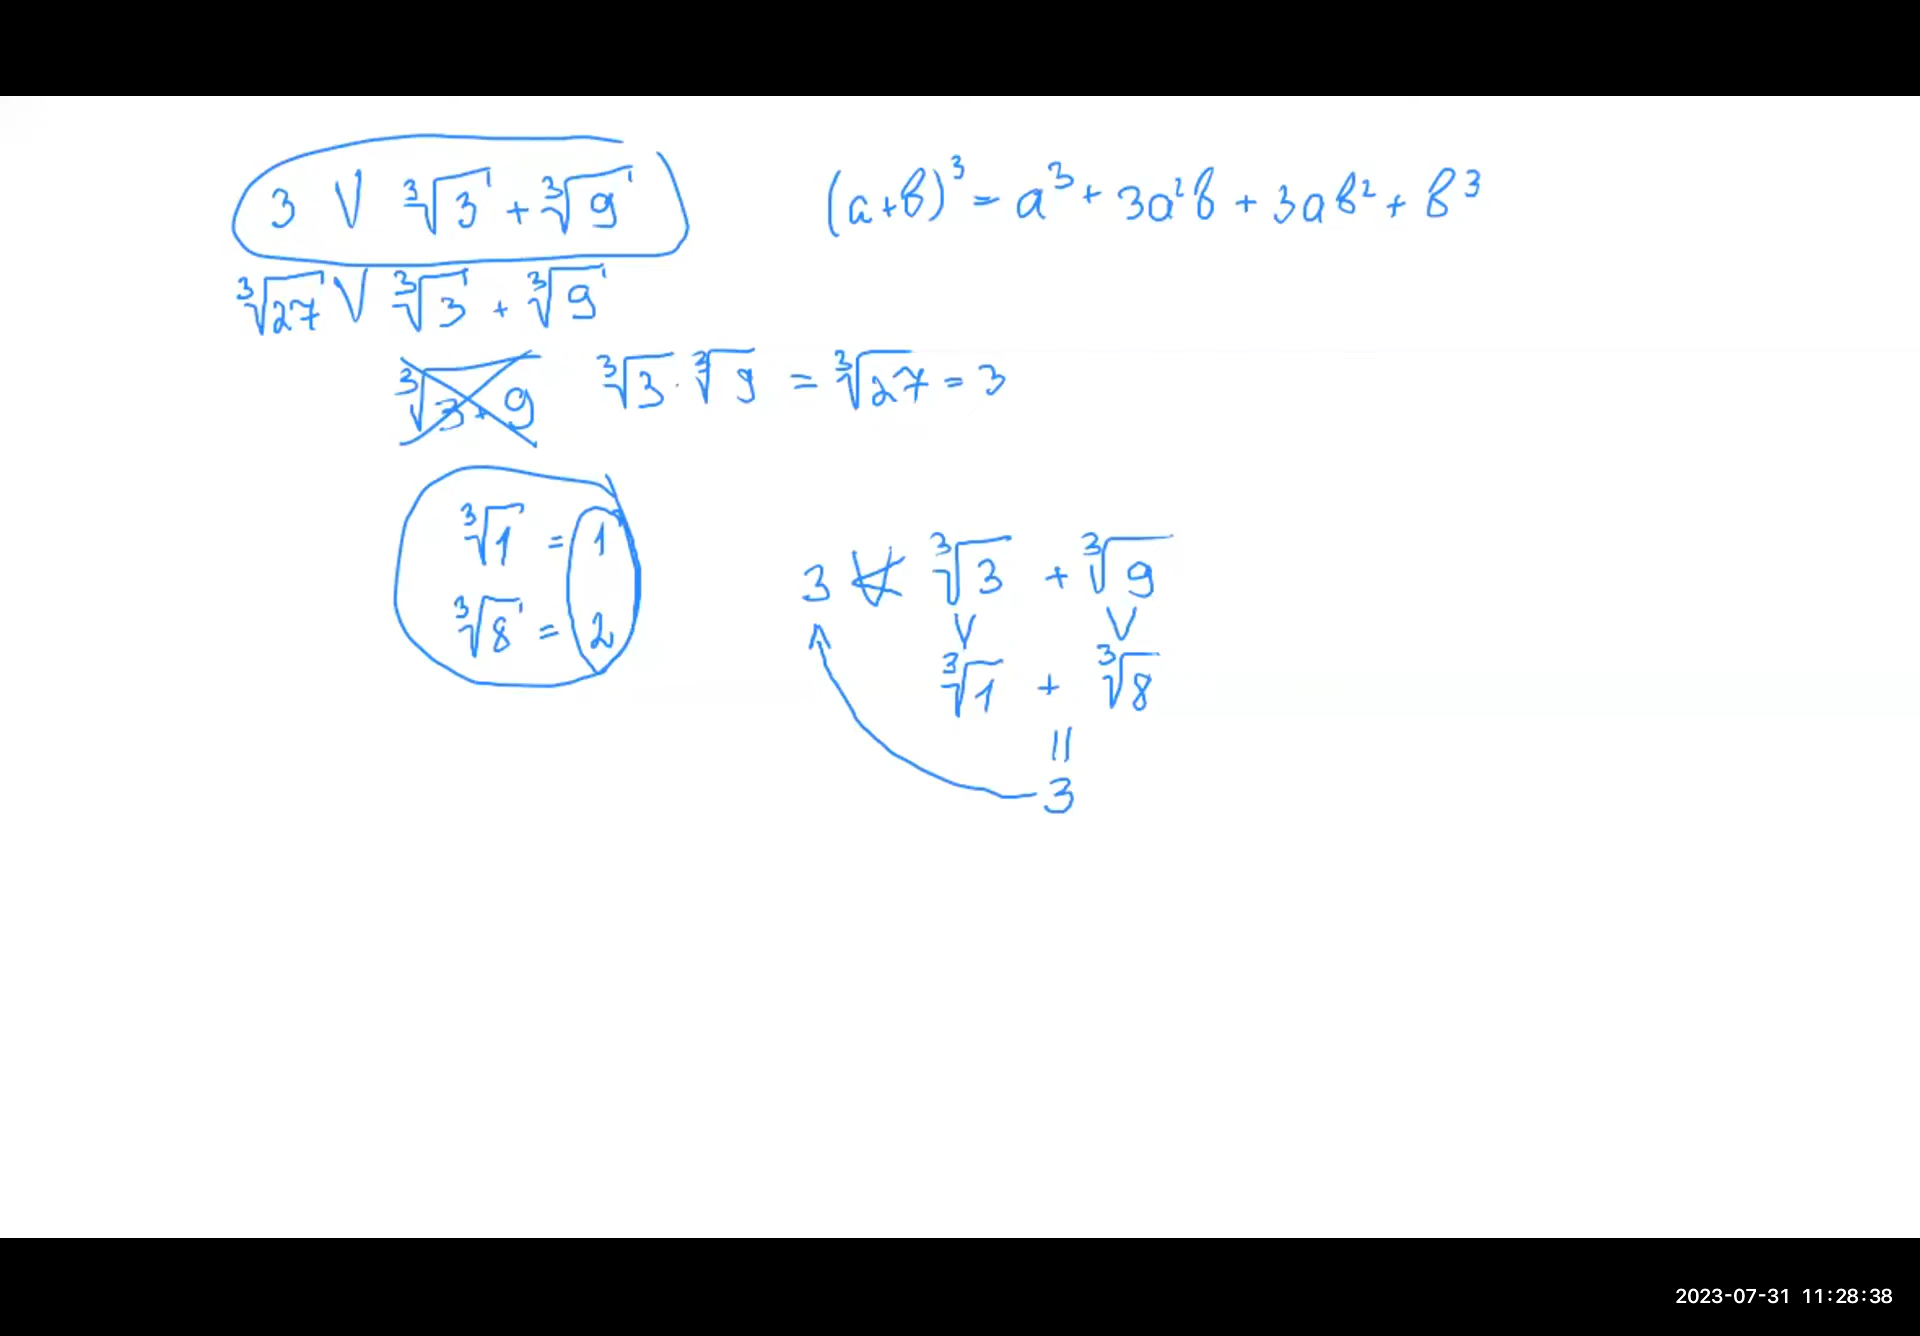 3 V ∛3 + ∛9
(a+b)³ = a³ + 3a²b + 3ab² + b³
∛27 V ∛3 + ∛9
∛3+9
∛3 · ∛9 = ∛27 = 3
∛1 = 1
∛8 = 2
3 < ∛3 + ∛9
V V
∛1 + ∛8
=
3
2023-07-31 11:28:38